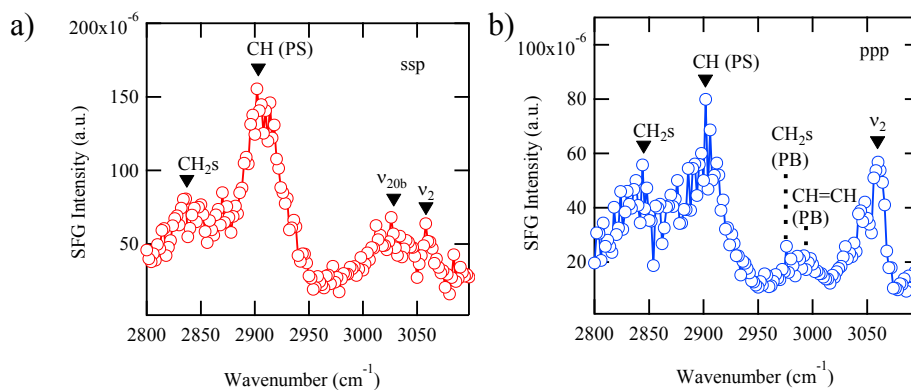 a)
200x10-6
150
100
50
SFG Intensity (a.u.)
CH (PS)
ssp
CH2s
ν20b
ν2
2800 2850 2900 2950 3000 3050
Wavenumber (cm-1)
b)
100x10-6
80
60
40
20
SFG Intensity (a.u.)
CH (PS)
ppp
CH2s
CH2s
(PB)
CH=CH
(PB)
ν2
2800 2850 2900 2950 3000 3050
Wavenumber (cm-1)